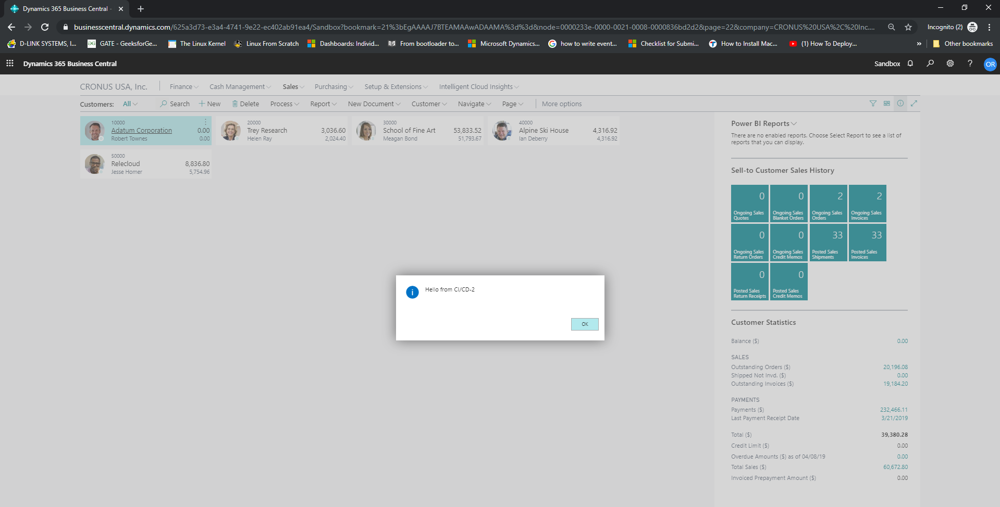 Dynamics 365 Business Central -
businesscentral.dynamics.com/625a3d73-e3a4-4741-9e22-ec402ab91ea4/Sandbox?bookmark=21%3bEgAAAAJ7BTEAMAAwADAAMA%3d%3d&node=0000233e-0000-0021-0008-0000836bd2d2&page=22&company=CRONUS%20USA%2C%20Inc....
Incognito (2)
D-LINK SYSTEMS, I...
GATE - GeeksforGe...
The Linux Kernel
Linux From Scratch
Dashboards: Individ...
From bootloader to...
Microsoft Dynamics...
how to write event...
Checklist for Submi...
How to Install Mac...
(1) How To Deploy...
»
Other bookmarks
Dynamics 365 Business Central
Sandbox
?
OR
CRONUS USA, Inc.
Finance
Cash Management
Sales
Purchasing
Setup & Extensions
Intelligent Cloud Insights
Customers:
All
Search
New
Delete
Process
Report
New Document
Customer
Navigate
Page
More options
10000
Adatum Corporation 0.00
Robert Townes 0.00
20000
Trey Research 3,036.60
Helen Ray 2,024.40
30000
School of Fine Art 53,833.52
Meagan Bond 51,793.67
40000
Alpine Ski House 4,316.92
Ian Deberry 4,316.92
50000
Relecloud 8,836.80
Jesse Homer 5,754.96
Power BI Reports
There are no enabled reports. Choose Select Report to see a list of
reports that you can display.
Sell-to Customer Sales History
0
Ongoing Sales
Quotes
0
Ongoing Sales
Blanket Orders
2
Ongoing Sales
Orders
2
Ongoing Sales
Invoices
0
Ongoing Sales
Return Orders
0
Ongoing Sales
Credit Memos
33
Posted Sales
Shipments
33
Posted Sales
Invoices
0
Posted Sales
Return Receipts
0
Posted Sales
Credit Memos
Hello from CI/CD-2
OK
Customer Statistics
Balance ($) 0.00
SALES
Outstanding Orders ($) 20,196.08
Shipped Not Invd. ($) 0.00
Outstanding Invoices ($) 19,184.20
PAYMENTS
Payments ($) 232,466.11
Last Payment Receipt Date 3/21/2019
Total ($) 39,380.28
Credit Limit ($) 0.00
Overdue Amounts ($) as of 04/08/19 0.00
Total Sales ($) 60,672.80
Invoiced Prepayment Amount ($) 0.00